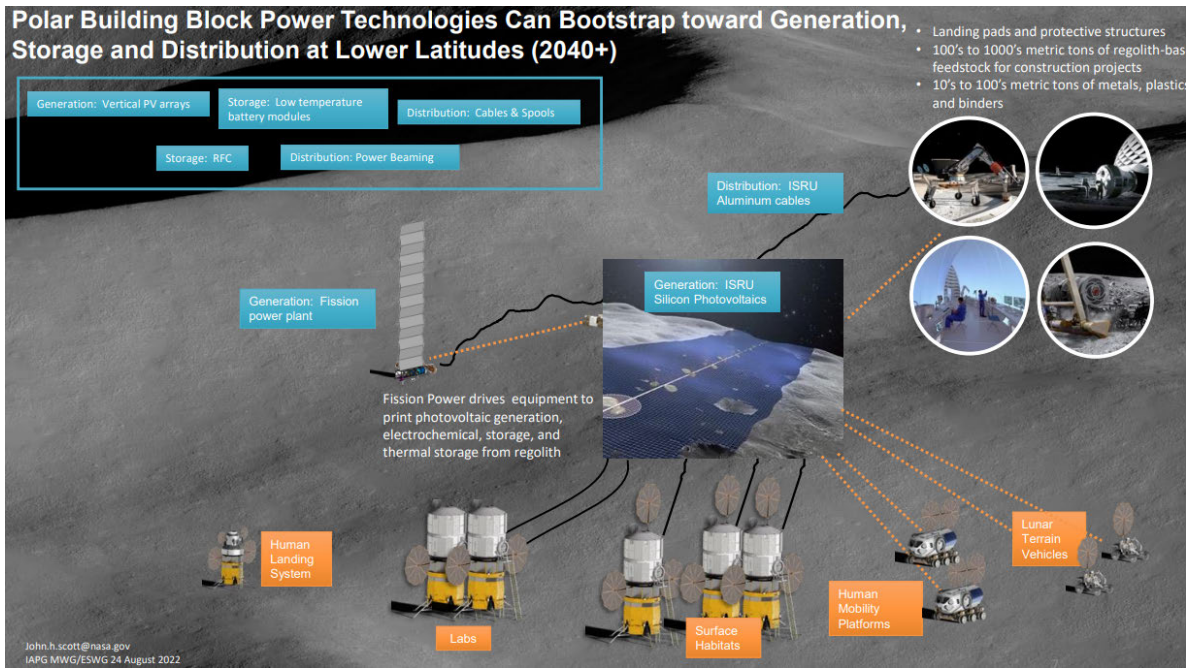 Polar Building Block Power Technologies Can Bootstrap toward Generation,
Storage and Distribution at Lower Latitudes (2040+)
• Landing pads and protective structures
• 100's to 1000's metric tons of regolith-bas
feedstock for construction projects
• 10's to 100's metric tons of metals, plastics
and binders
Generation: Vertical PV arrays
Storage: Low temperature
battery modules
Distribution: Cables & Spools
Storage: RFC
Distribution: Power Beaming
Distribution: ISRU
Aluminum cables
Generation: Fission
power plant
Generation: ISRU
Silicon Photovoltaics
Fission Power drives equipment to
print photovoltaic generation,
electrochemical, storage, and
thermal storage from regolith
Human
Landing
System
Labs
Surface
Habitats
Human
Mobility
Platforms
Lunar
Terrain
Vehicles
John.h.scott@nasa.gov
IAPG MWG/ESWG 24 August 2022